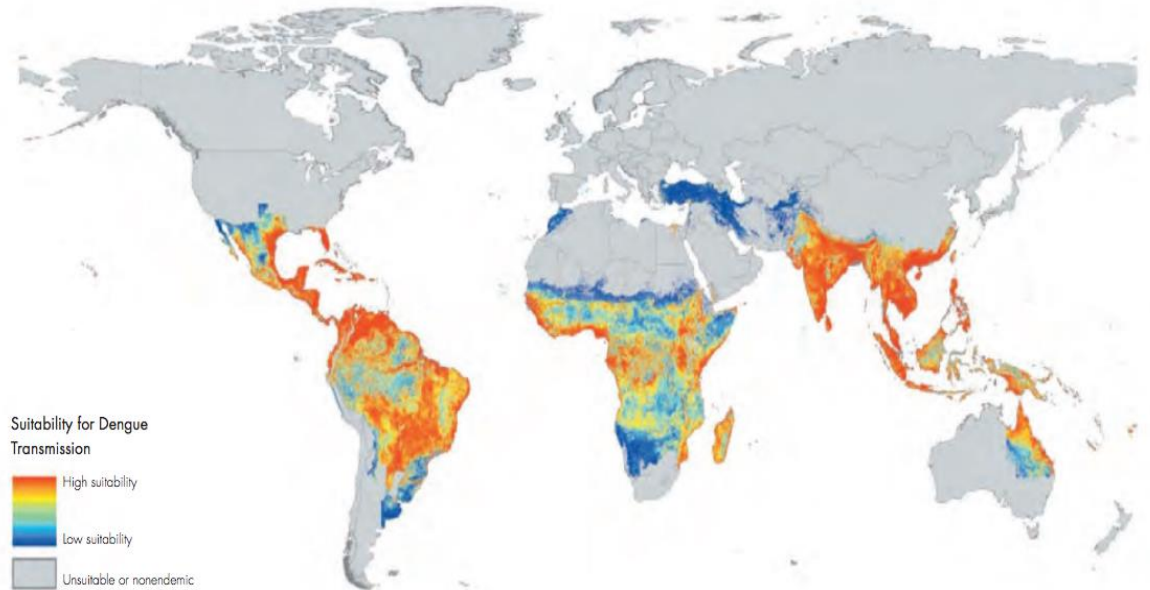 Suitability for Dengue
Transmission
High suitability
Low suitability
Unsuitable or nonendemic